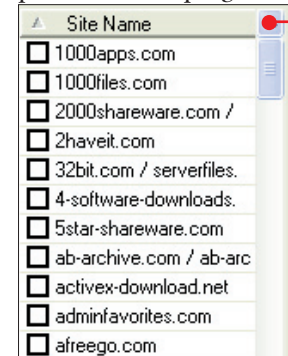 Site Name
1000apps.com
1000files.com
2000shareware.com /
2haveit.com
32bit.com / serverfiles.
4-software-downloads.
5star-shareware.com
ab-archive.com / ab-arc
activex-download.net
adminfavorites.com
afreego.com